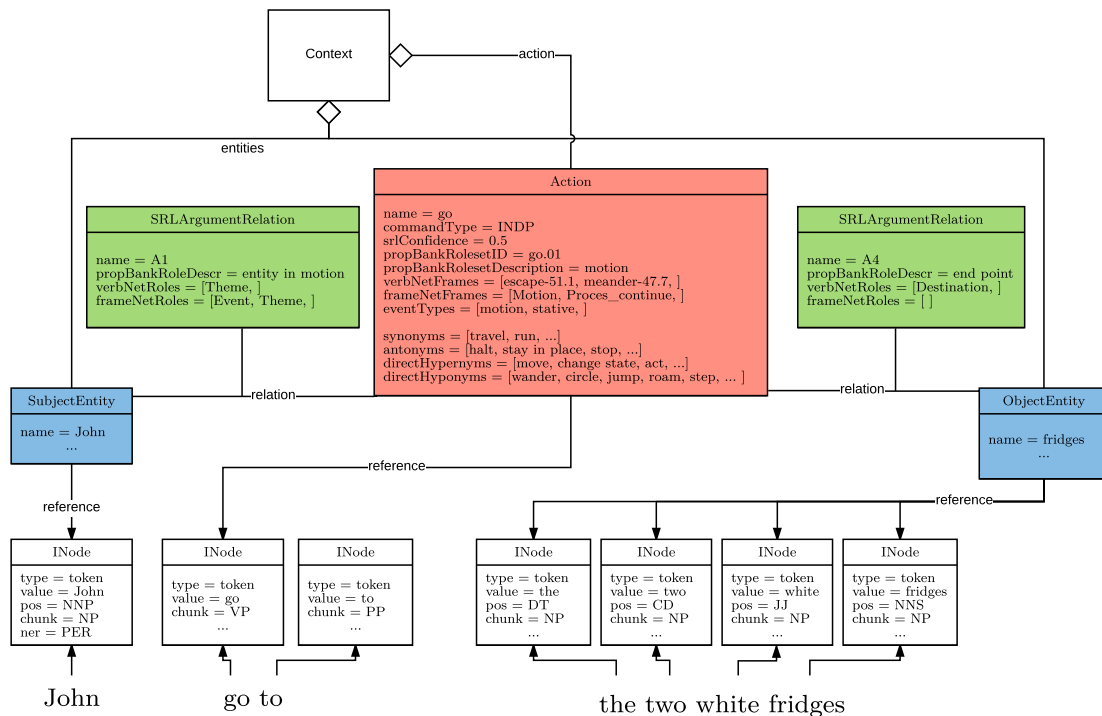 Context
action
entities
Action
name = go
commandType = INDP
srlConfidence = 0.5
propBankRolesetID = go.01
propBankRolesetDescription = motion
verbNetFrames = [escape-51.1, meander-47.7, ]
frameNetFrames = [Motion, Proces_continue, ]
eventTypes = [motion, stative, ]
synonyms = [travel, run, ...]
antonyms = [halt, stay in place, stop, ...]
directHypernyms = [move, change state, act, ...]
directHyponyms = [wander, circle, jump, roam, step, ... ]
SRLArgumentRelation
name = A1
propBankRoleDescr = entity in motion
verbNetRoles = [Theme, ]
frameNetRoles = [Event, Theme, ]
SRLArgumentRelation
name = A4
propBankRoleDescr = end point
verbNetRoles = [Destination, ]
frameNetRoles = [ ]
relation
relation
SubjectEntity
name = John
...
ObjectEntity
name = fridges
...
reference
reference
reference
INode
type = token
value = John
pos = NNP
chunk = NP
ner = PER
INode
type = token
value = go
chunk = VP
...
INode
type = token
value = to
chunk = PP
...
INode
type = token
value = the
pos = DT
chunk = NP
...
INode
type = token
value = two
pos = CD
chunk = NP
...
INode
type = token
value = white
pos = JJ
chunk = NP
...
INode
type = token
value = fridges
pos = NNS
chunk = NP
...
John
go to
the two white fridges